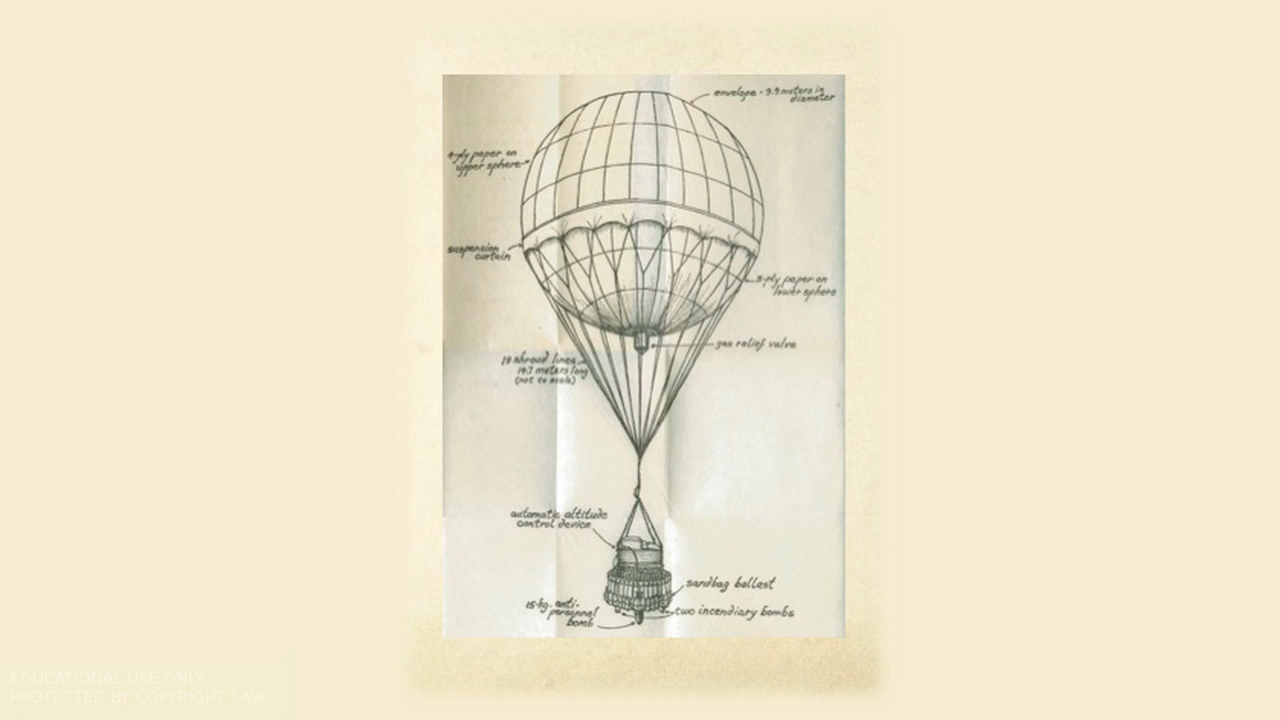 envelope - 9.9 meters in
diameter
4-ply paper on
upper sphere
suspension
curtain
3-ply paper on
lower sphere
gas relief valve
19 shroud lines
14.3 meters long
(not to scale)
automatic altitude
control device
sandbag ballast
15-kg. anti-
personnel
bomb
two incendiary bombs
EDUCATIONAL USE ONLY
PROTECTED BY COPYRIGHT LAW